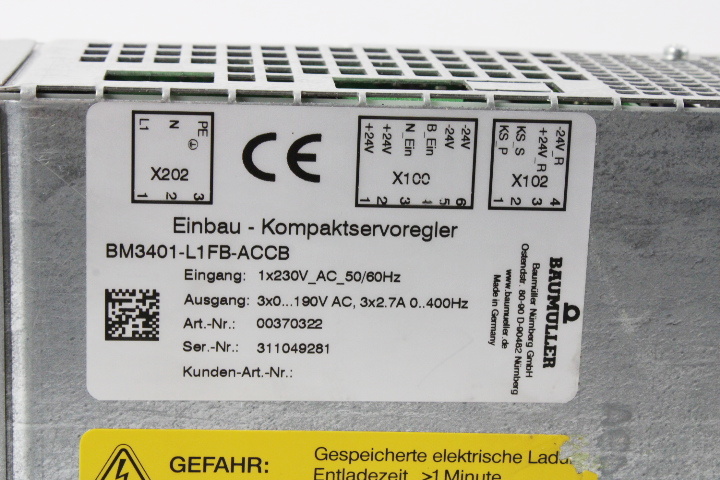 L1
N
PE
X202
1
2
3
CE
+24V
+24V
N_Ein
B_Ein
-24V
-24V
X100
1
2
3
4
5
6
KS_P
KS_S
+24V_R
-24V_R
X102
1
2
3
4
Einbau - Kompaktservoregler
BM3401-L1FB-ACCB
Eingang: 1x230V_AC_50/60Hz
Ausgang: 3x0...190V AC, 3x2.7A 0..400Hz
Art.-Nr.: 00370322
Ser.-Nr.: 311049281
Kunden-Art.-Nr.:
BAUMÜLLER
Baumüller Nürnberg GmbH
Ostendstr. 80-90 D-90482 Nürnberg
www.baumueller.de
Made in Germany
GEFAHR:
Gespeicherte elektrische
Entladezeit >1 Minute